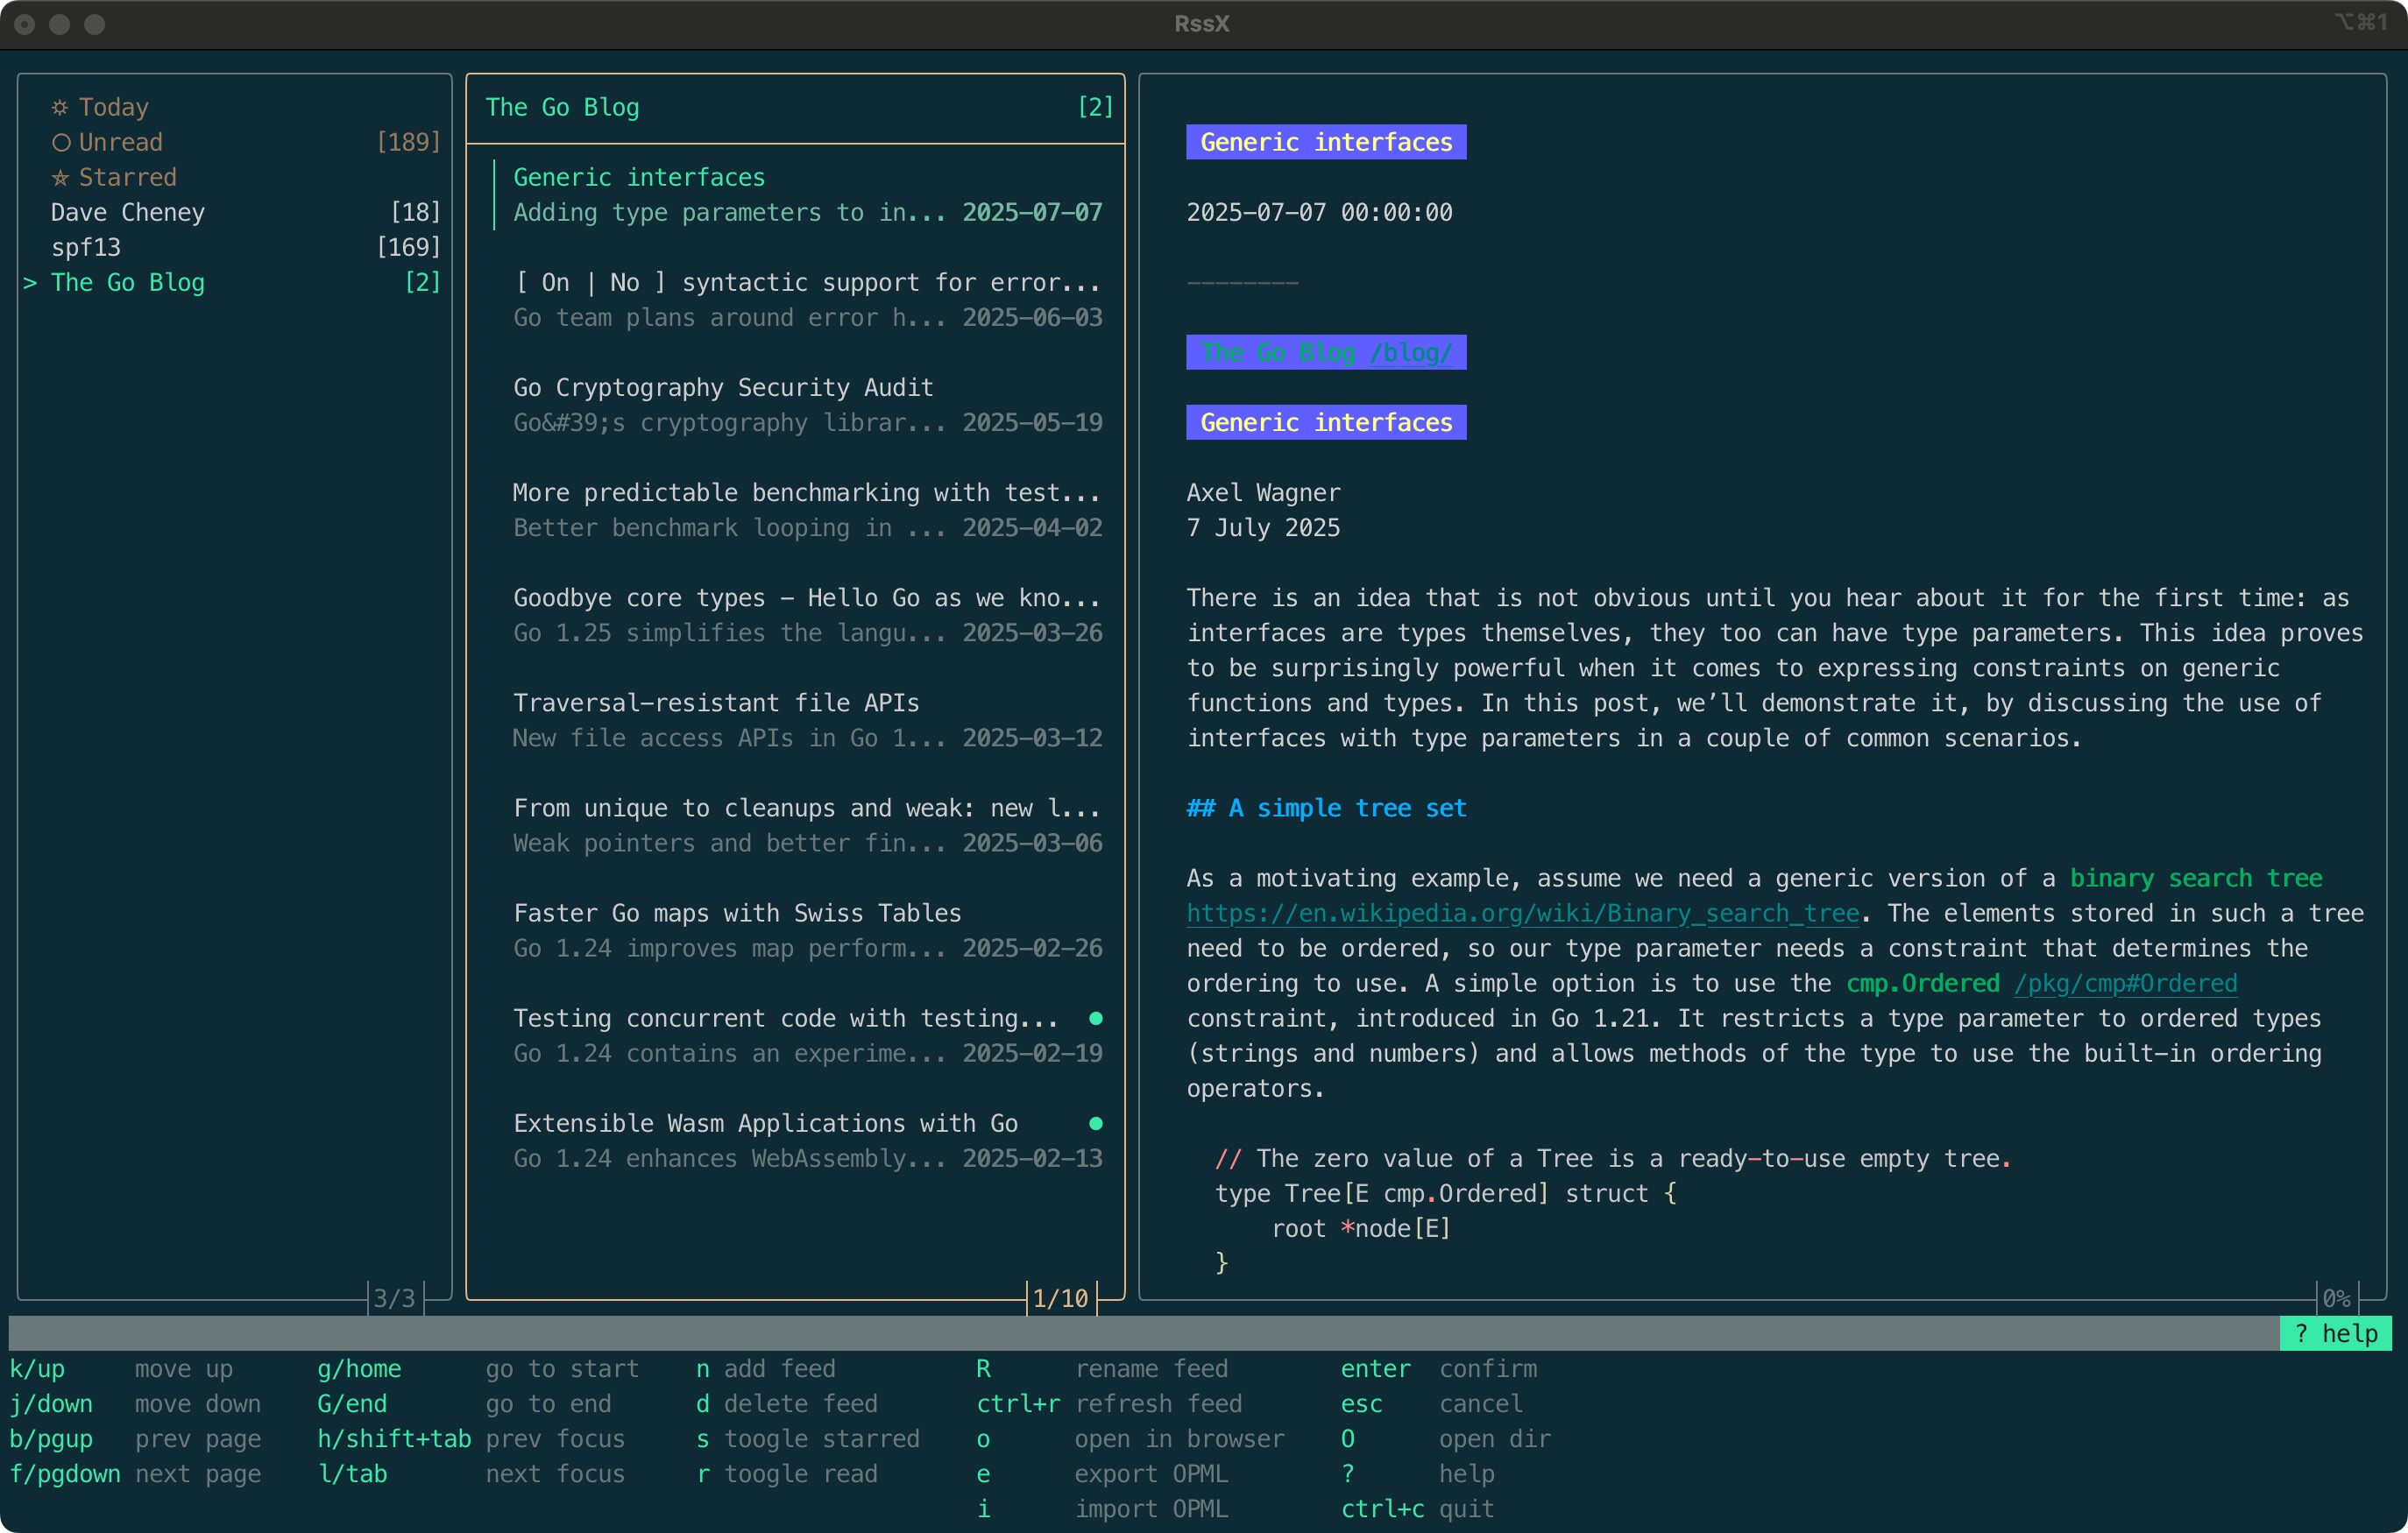 RssX
⌥⌘1
☼ Today
○ Unread [189]
☆ Starred
Dave Cheney [18]
spf13 [169]
> The Go Blog [2]
3/3
The Go Blog [2]
Generic interfaces
Adding type parameters to in... 2025-07-07
[ On | No ] syntactic support for error...
Go team plans around error h... 2025-06-03
Go Cryptography Security Audit
Go&#39;s cryptography librar... 2025-05-19
More predictable benchmarking with test...
Better benchmark looping in ... 2025-04-02
Goodbye core types - Hello Go as we kno...
Go 1.25 simplifies the langu... 2025-03-26
Traversal-resistant file APIs
New file access APIs in Go 1... 2025-03-12
From unique to cleanups and weak: new l...
Weak pointers and better fin... 2025-03-06
Faster Go maps with Swiss Tables
Go 1.24 improves map perform... 2025-02-26
Testing concurrent code with testing... ●
Go 1.24 contains an experime... 2025-02-19
Extensible Wasm Applications with Go ●
Go 1.24 enhances WebAssembly... 2025-02-13
1/10
Generic interfaces
2025-07-07 00:00:00
--------
The Go Blog /blog/
Generic interfaces
Axel Wagner
7 July 2025
There is an idea that is not obvious until you hear about it for the first time: as
interfaces are types themselves, they too can have type parameters. This idea proves
to be surprisingly powerful when it comes to expressing constraints on generic
functions and types. In this post, we’ll demonstrate it, by discussing the use of
interfaces with type parameters in a couple of common scenarios.
## A simple tree set
As a motivating example, assume we need a generic version of a binary search tree
https://en.wikipedia.org/wiki/Binary_search_tree. The elements stored in such a tree
need to be ordered, so our type parameter needs a constraint that determines the
ordering to use. A simple option is to use the cmp.Ordered /pkg/cmp#Ordered
constraint, introduced in Go 1.21. It restricts a type parameter to ordered types
(strings and numbers) and allows methods of the type to use the built-in ordering
operators.
// The zero value of a Tree is a ready-to-use empty tree.
type Tree[E cmp.Ordered] struct {
root *node[E]
}
0%
? help
k/up move up g/home go to start n add feed R rename feed enter confirm
j/down move down G/end go to end d delete feed ctrl+r refresh feed esc cancel
b/pgup prev page h/shift+tab prev focus s toogle starred o open in browser O open dir
f/pgdown next page l/tab next focus r toogle read e export OPML ? help
i import OPML ctrl+c quit